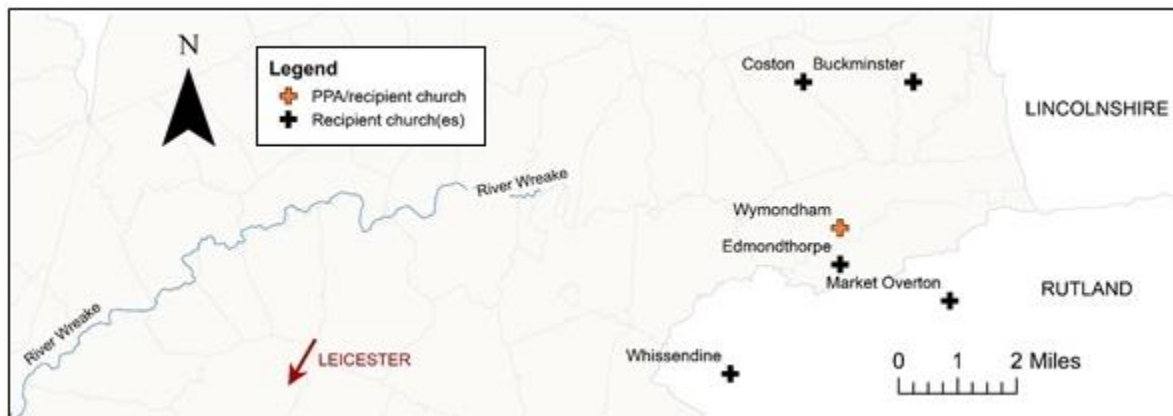 N
Legend
PPA/recipient church
Recipient church(es)
Coston
Buckminster
LINCOLNSHIRE
River Wreake
Wymondham
Edmondthorpe
Market Overton
RUTLAND
River Wreake
LEICESTER
Whissendine
0 1 2 Miles